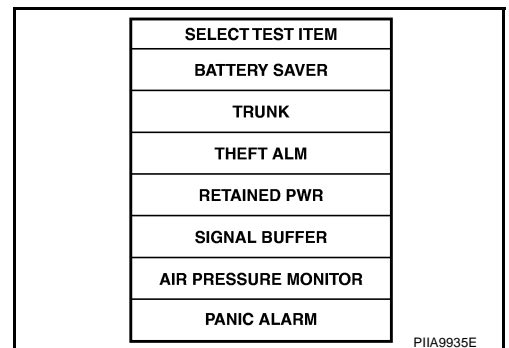 SELECT TEST ITEM
BATTERY SAVER
TRUNK
THEFT ALM
RETAINED PWR
SIGNAL BUFFER
AIR PRESSURE MONITOR
PANIC ALARM
PIIA9935E